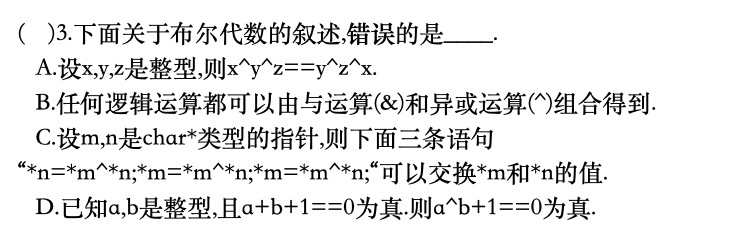 (  )3.下面关于布尔代数的叙述,错误的是____.
A.设x,y,z是整型,则x^y^z==y^z^x.
B.任何逻辑运算都可以由与运算(&)和异或运算(^)组合得到.
C.设m,n是char*类型的指针,则下面三条语句
“*n=*m^*n;*m=*m^*n;*m=*m^*n;“可以交换*m和*n的值.
D.已知a,b是整型,且a+b+1==0为真.则a^b+1==0为真.